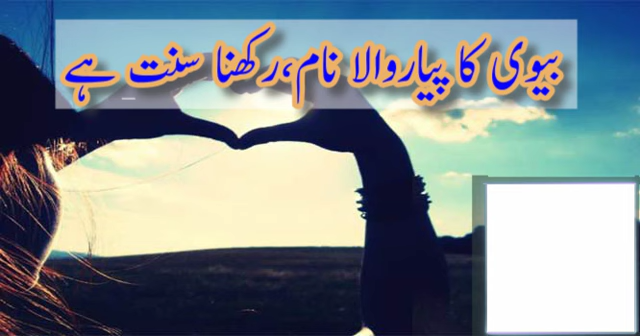 بیوی کا پیار والا نام،رکھنا سنت ہے